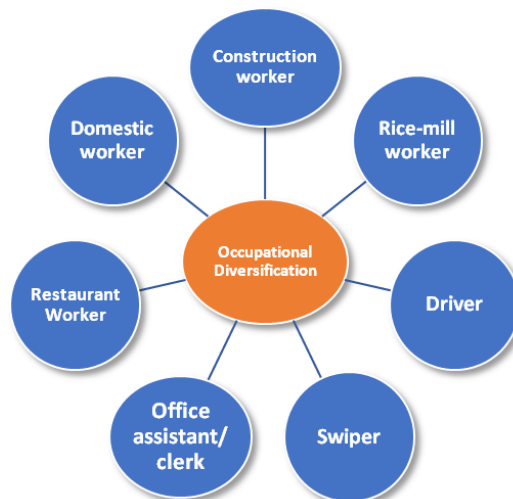 Construction
worker
Domestic
worker
Rice-mill
worker
Occupational
Diversification
Restaurant
Worker
Driver
Office
assistant/
clerk
Swiper